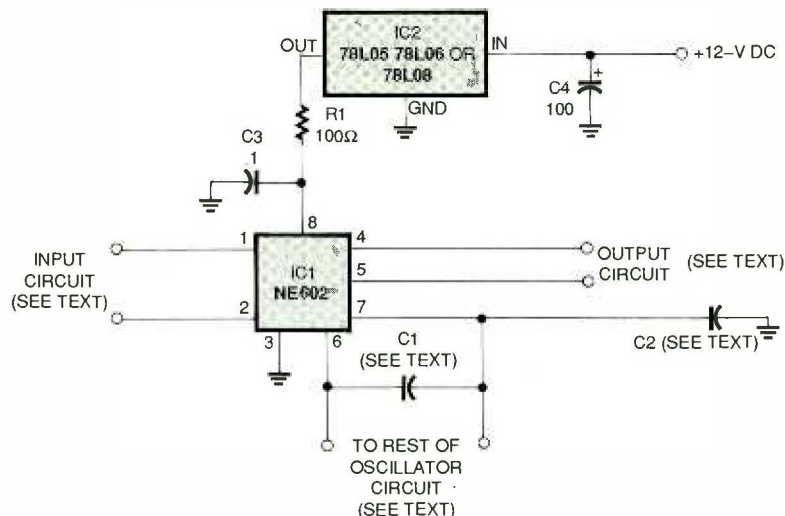 IC2
78L05 78L06 OR
78L08
OUT
IN
GND
+12–V DC
C4
100
+
R1
100Ω
C3
1
8
1
4
INPUT
CIRCUIT
(SEE TEXT)
IC1
NE602
5
OUTPUT
CIRCUIT
(SEE TEXT)
2
7
3
6
C1
(SEE TEXT)
C2 (SEE TEXT)
TO REST OF
OSCILLATOR
CIRCUIT
(SEE TEXT)